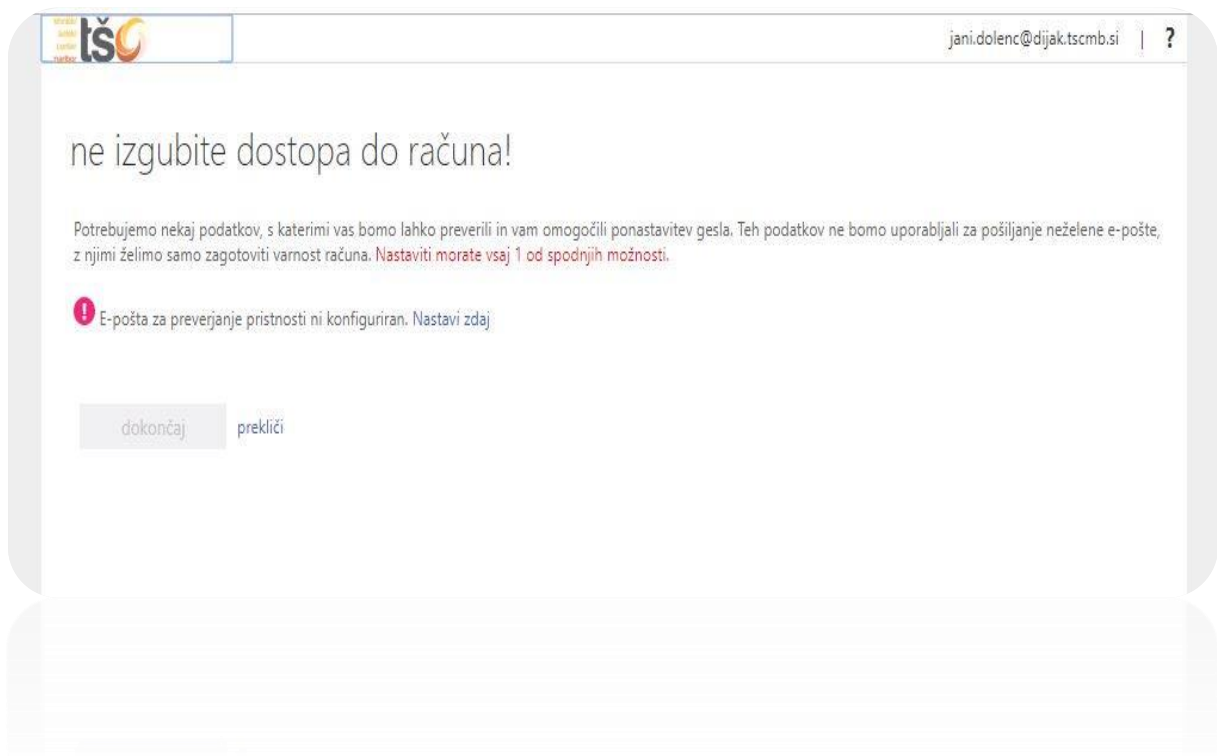 tšc
jani.dolenc@dijak.tscmb.si | ?
ne izgubite dostopa do računa!
Potrebujemo nekaj podatkov, s katerimi vas bomo lahko preverili in vam omogočili ponastavitev gesla. Teh podatkov ne bomo uporabljali za pošiljanje neželene e-pošte,
z njimi želimo samo zagotoviti varnost računa. Nastaviti morate vsaj 1 od spodnjih možnosti.
! E-pošta za preverjanje pristnosti ni konfiguriran. Nastavi zdaj
dokončaj prekliči